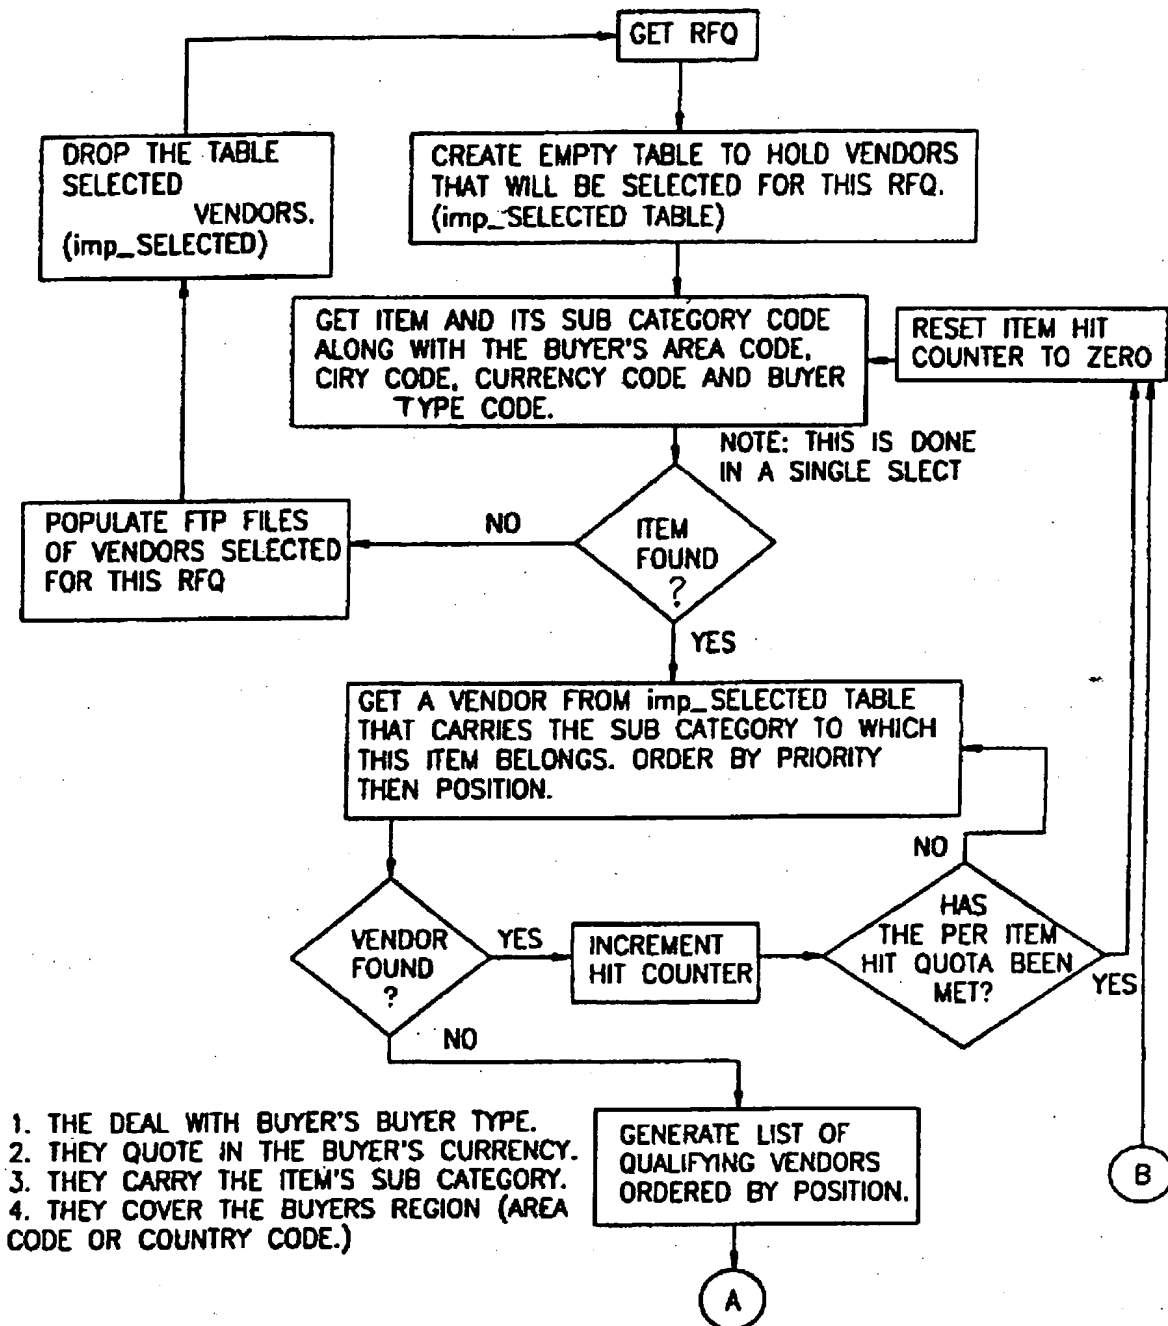 GET RFQ
DROP THE TABLE
SELECTED
VENDORS.
(imp_SELECTED)
CREATE EMPTY TABLE TO HOLD VENDORS
THAT WILL BE SELECTED FOR THIS RFQ.
(imp_SELECTED TABLE)
GET ITEM AND ITS SUB CATEGORY CODE
ALONG WITH THE BUYER'S AREA CODE,
CIRY CODE, CURRENCY CODE AND BUYER
TYPE CODE.
RESET ITEM HIT
COUNTER TO ZERO
NOTE: THIS IS DONE
IN A SINGLE SLECT
POPULATE FTP FILES
OF VENDORS SELECTED
FOR THIS RFQ
NO
ITEM
FOUND
?
YES
GET A VENDOR FROM imp_SELECTED TABLE
THAT CARRIES THE SUB CATEGORY TO WHICH
THIS ITEM BELONGS. ORDER BY PRIORITY
THEN POSITION.
NO
VENDOR
FOUND
?
YES
INCREMENT
HIT COUNTER
HAS
THE PER ITEM
HIT QUOTA BEEN
MET?
YES
NO
1. THE DEAL WITH BUYER'S BUYER TYPE.
2. THEY QUOTE IN THE BUYER'S CURRENCY.
3. THEY CARRY THE ITEM'S SUB CATEGORY.
4. THEY COVER THE BUYERS REGION (AREA
CODE OR COUNTRY CODE.)
GENERATE LIST OF
QUALIFYING VENDORS
ORDERED BY POSITION.
B
A